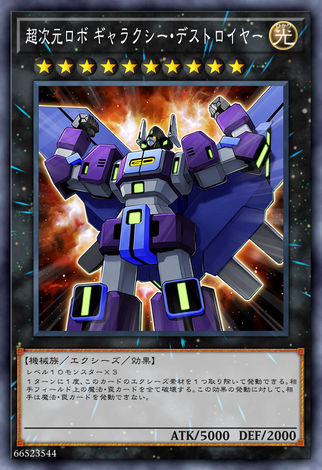 超次元ロボ ギャラクシー・デストロイヤー
光
【機械族／エクシーズ／効果】
レベル１０モンスター×３
１ターンに１度、このカードのエクシーズ素材を１つ取り除いて発動できる。相
手フィールド上の魔法・罠カードを全て破壊する。この効果の発動に対して、相
手は魔法・罠カードを発動できない。
ATK/5000 DEF/2000
66523544